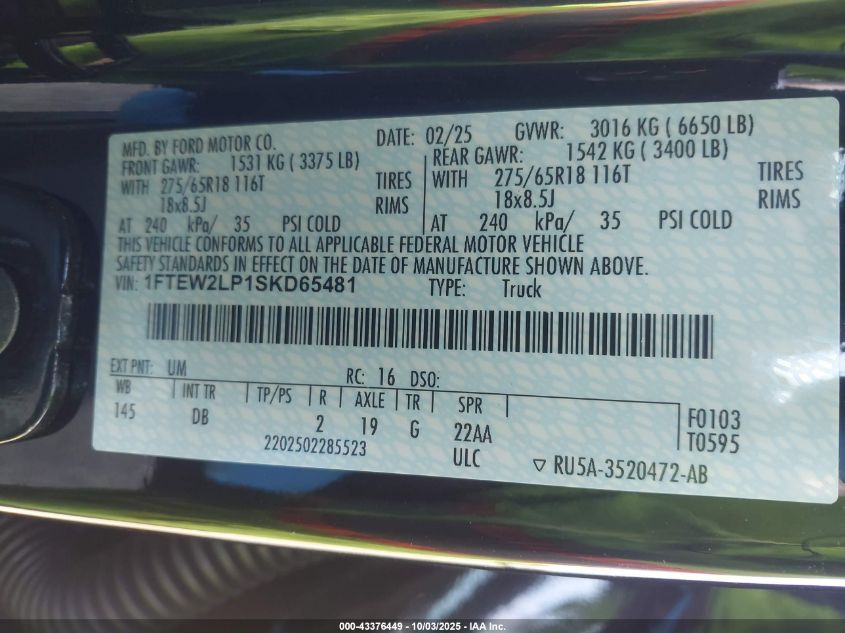 MFD. BY FORD MOTOR CO. DATE: 02/25 GVWR: 3016 KG ( 6650 LB)
FRONT GAWR: 1531 KG ( 3375 LB) REAR GAWR: 1542 KG ( 3400 LB)
WITH 275/65R18 116T TIRES WITH 275/65R18 116T TIRES
18x8.5J RIMS 18x8.5J RIMS
AT 240 kPa/ 35 PSI COLD AT 240 kPa/ 35 PSI COLD
THIS VEHICLE CONFORMS TO ALL APPLICABLE FEDERAL MOTOR VEHICLE
SAFETY STANDARDS IN EFFECT ON THE DATE OF MANUFACTURE SHOWN ABOVE.
VIN: 1FTEW2LP1SKD65481 TYPE: Truck
EXT PNT: UM RC: 16 DSO:
WB INT TR TP/PS R AXLE TR SPR
145 DB 2 19 G 22AA F0103
2202502285523 ULC T0595
▽ RU5A-3520472-AB
000-43376449 - 10/03/2025 - IAA Inc.